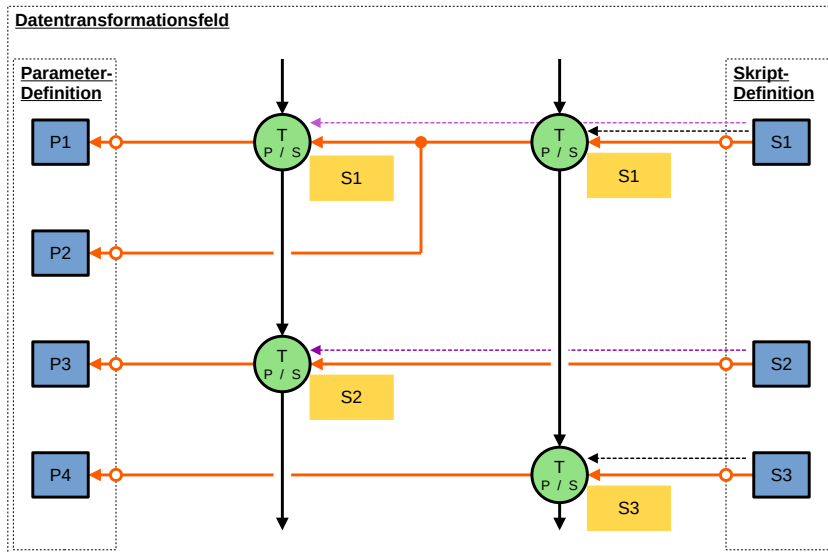 Datentransformationsfeld
Parameter-
Definition
Skript-
Definition
P1
T
P / S
S1
T
P / S
S1
S1
P2
P3
T
P / S
S2
S2
P4
T
P / S
S3
S3